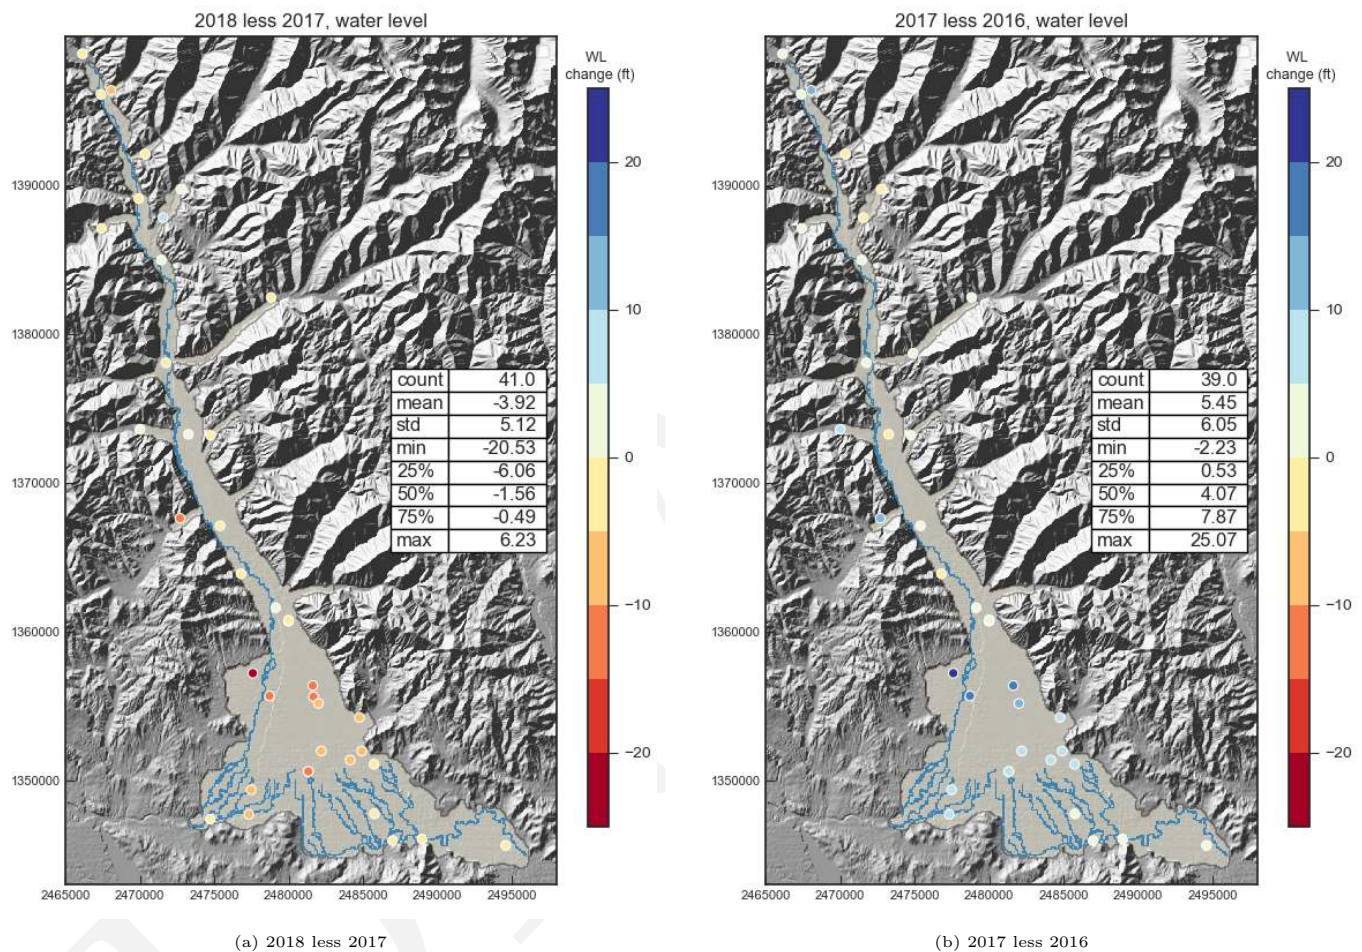 2018 less 2017, water level
WL
change (ft)
20
10
0
−10
−20
1390000
1380000
1370000
1360000
1350000
2465000 2470000 2475000 2480000 2485000 2490000 2495000
count 41.0
mean -3.92
std 5.12
min -20.53
25% -6.06
50% -1.56
75% -0.49
max 6.23
(a) 2018 less 2017
2017 less 2016, water level
WL
change (ft)
20
10
0
−10
−20
1390000
1380000
1370000
1360000
1350000
2465000 2470000 2475000 2480000 2485000 2490000 2495000
count 39.0
mean 5.45
std 6.05
min -2.23
25% 0.53
50% 4.07
75% 7.87
max 25.07
(b) 2017 less 2016